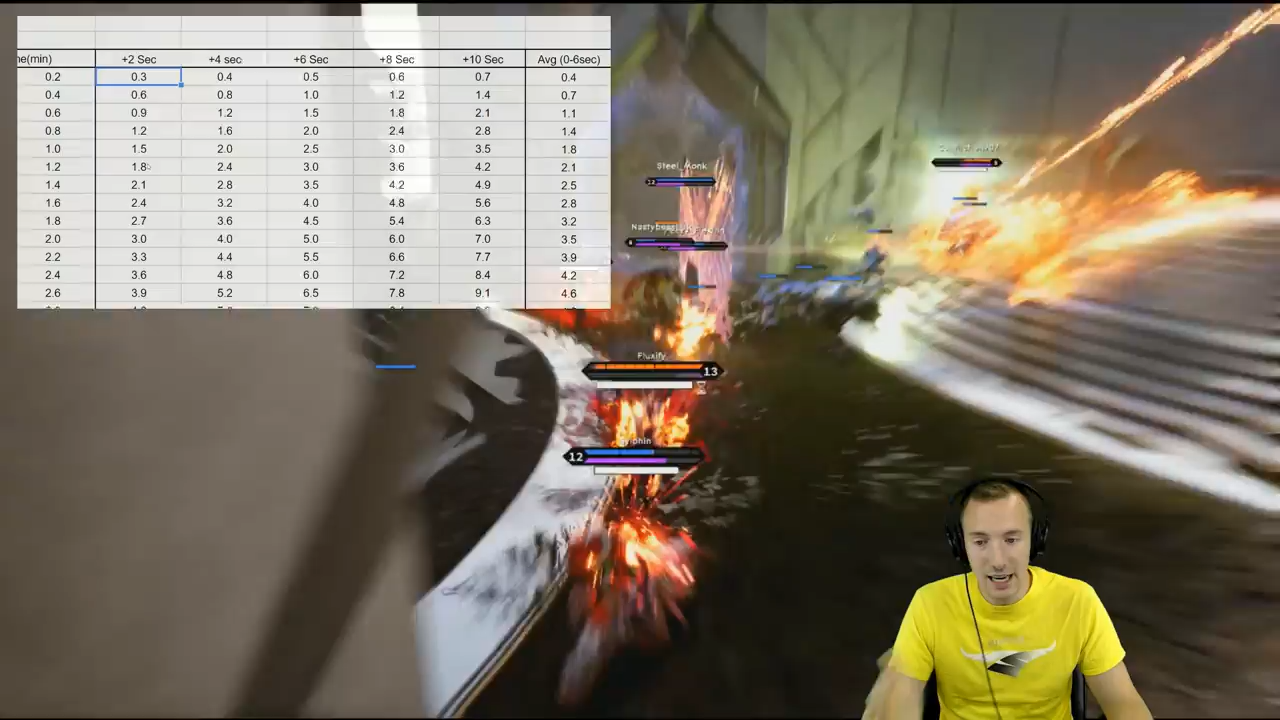 ne(min) +2 Sec +4 sec +6 Sec +8 Sec +10 Sec Avg (0-6sec)
0.2 0.3 0.4 0.5 0.6 0.7 0.4
0.4 0.6 0.8 1.0 1.2 1.4 0.7
0.6 0.9 1.2 1.5 1.8 2.1 1.1
0.8 1.2 1.6 2.0 2.4 2.8 1.4
1.0 1.5 2.0 2.5 3.0 3.5 1.8
1.2 1.8 2.4 3.0 3.6 4.2 2.1
1.4 2.1 2.8 3.5 4.2 4.9 2.5
1.6 2.4 3.2 4.0 4.8 5.6 2.8
1.8 2.7 3.6 4.5 5.4 6.3 3.2
2.0 3.0 4.0 5.0 6.0 7.0 3.5
2.2 3.3 4.4 5.5 6.6 7.7 3.9
2.4 3.6 4.8 6.0 7.2 8.4 4.2
2.6 3.9 5.2 6.5 7.8 9.1 4.6
Steel_Monk
12
Fluxify
13
12